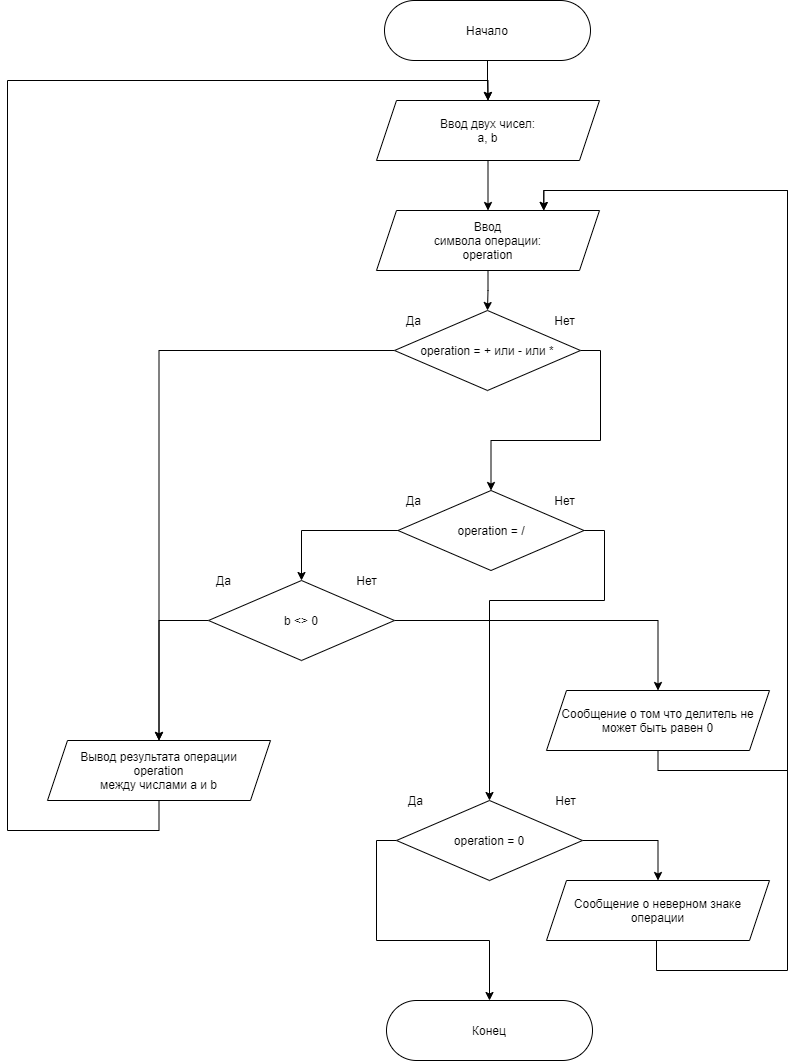 Начало
Ввод двух чисел:
a, b
Ввод
символа операции:
operation
Да
Нет
operation = + или - или *
Да
Нет
operation = /
Да
Нет
b <> 0
Сообщение о том что делитель не
может быть равен 0
Вывод результата операции
operation
между числами a и b
Да
Нет
operation = 0
Сообщение о неверном знаке
операции
Конец